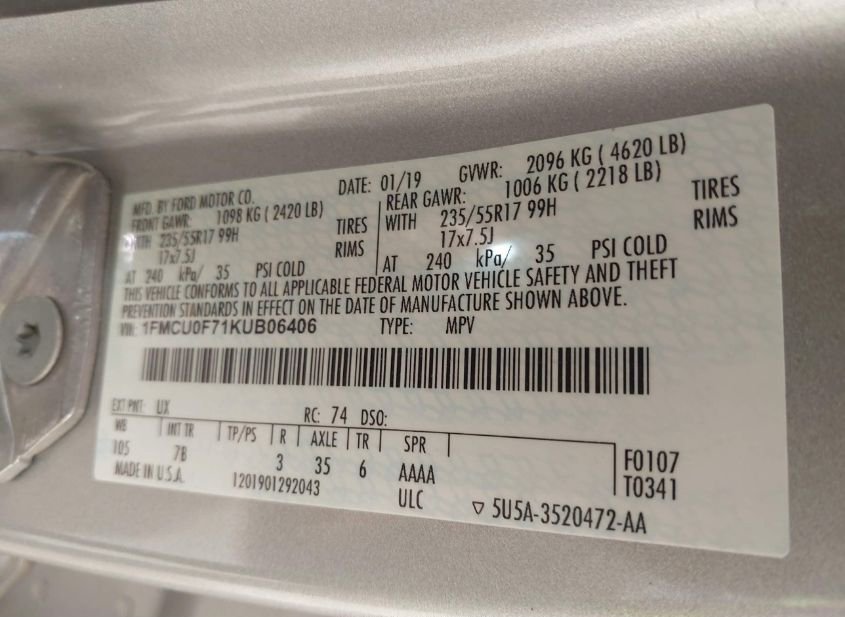 MFD. BY FORD MOTOR CO. DATE: 01/19 GVWR: 2096 KG ( 4620 LB)
FRONT GAWR: 1098 KG ( 2420 LB) REAR GAWR: 1006 KG ( 2218 LB)
WITH 235/55R17 99H TIRES WITH 235/55R17 99H TIRES
17x7.5J RIMS 17x7.5J RIMS
AT 240 kPa/ 35 PSI COLD AT 240 kPa/ 35 PSI COLD
THIS VEHICLE CONFORMS TO ALL APPLICABLE FEDERAL MOTOR VEHICLE SAFETY AND THEFT
PREVENTION STANDARDS IN EFFECT ON THE DATE OF MANUFACTURE SHOWN ABOVE.
VIN: 1FMCU0F71KUB06406 TYPE: MPV
EXT PNT: UX RC: 74 DSO:
WB INT TR TP/PS R AXLE TR SPR
105 7B 3 35 6 AAAA F0107
MADE IN U.S.A. 1201901292043 ULC T0341
5U5A-3520472-AA